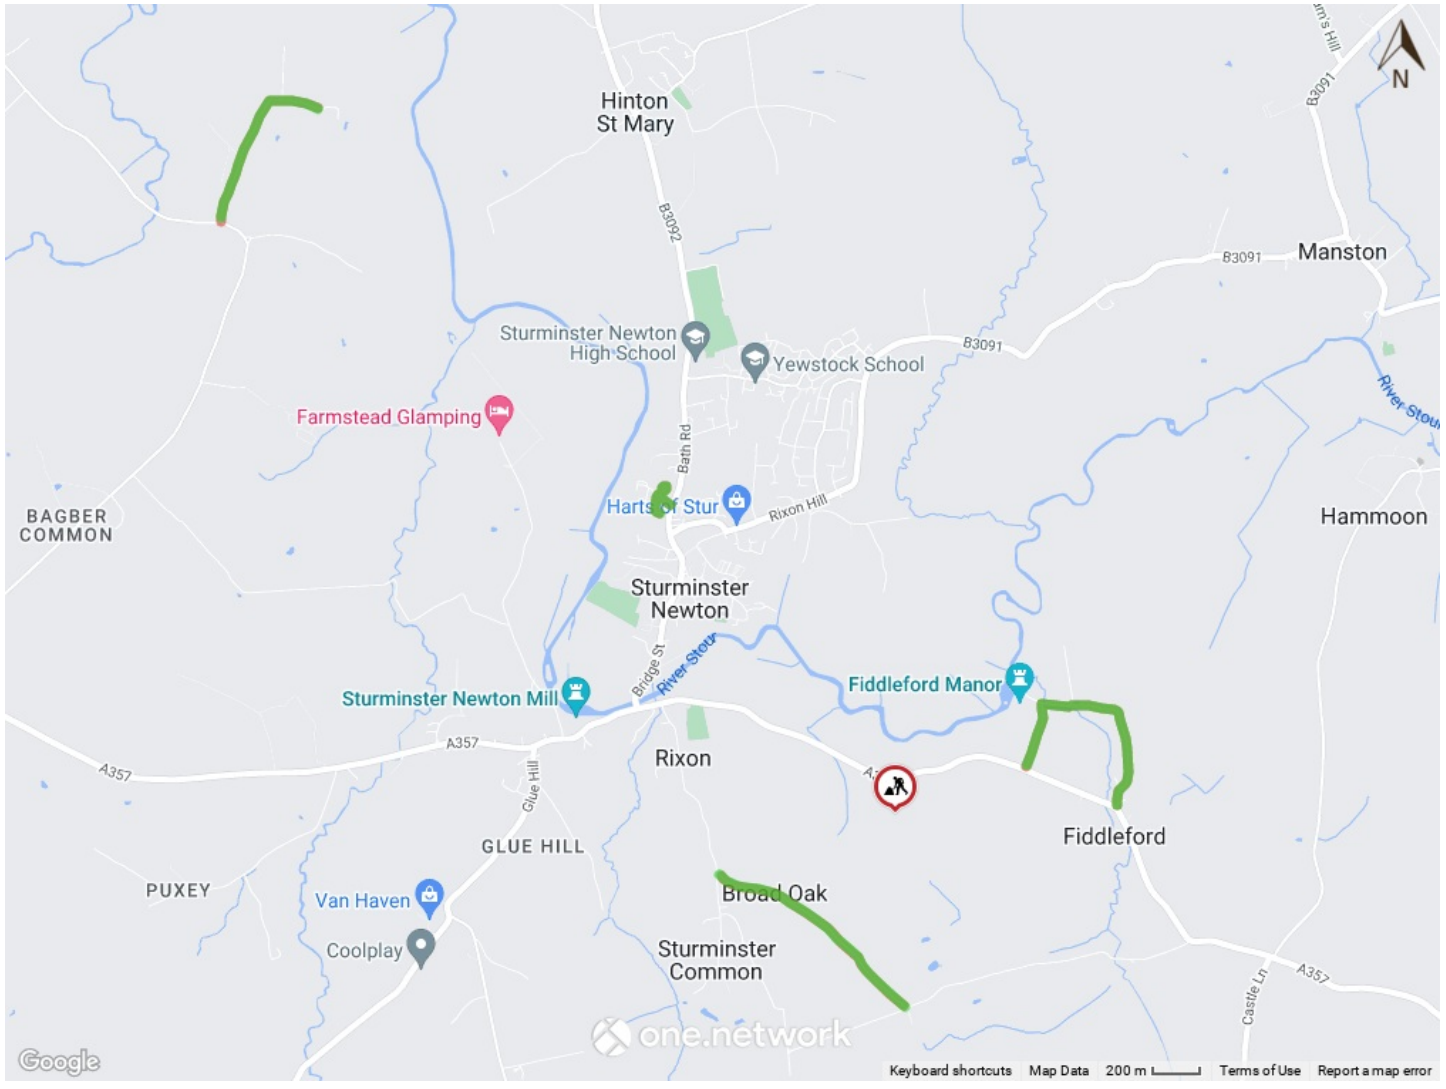 N
B3091
Hinton
St Mary
B3092
Manston
B3091
Sturminster Newton
High School
B3091
Yewstock School
River Stour
Farmstead Glamping
Bath Rd
Harts of Stur
Rixon Hill
BAGBER
COMMON
Hammoon
Sturminster
Newton
Bridge St
River Stour
Fiddleford Manor
Sturminster Newton Mill
A357
A357
Rixon
Glue Hill
Fiddleford
GLUE HILL
PUXEY
Van Haven
Broad Oak
Coolplay
Sturminster
Common
A357
Castle Ln
one.network
Google
Keyboard shortcuts Map Data 200 m Terms of Use Report a map error